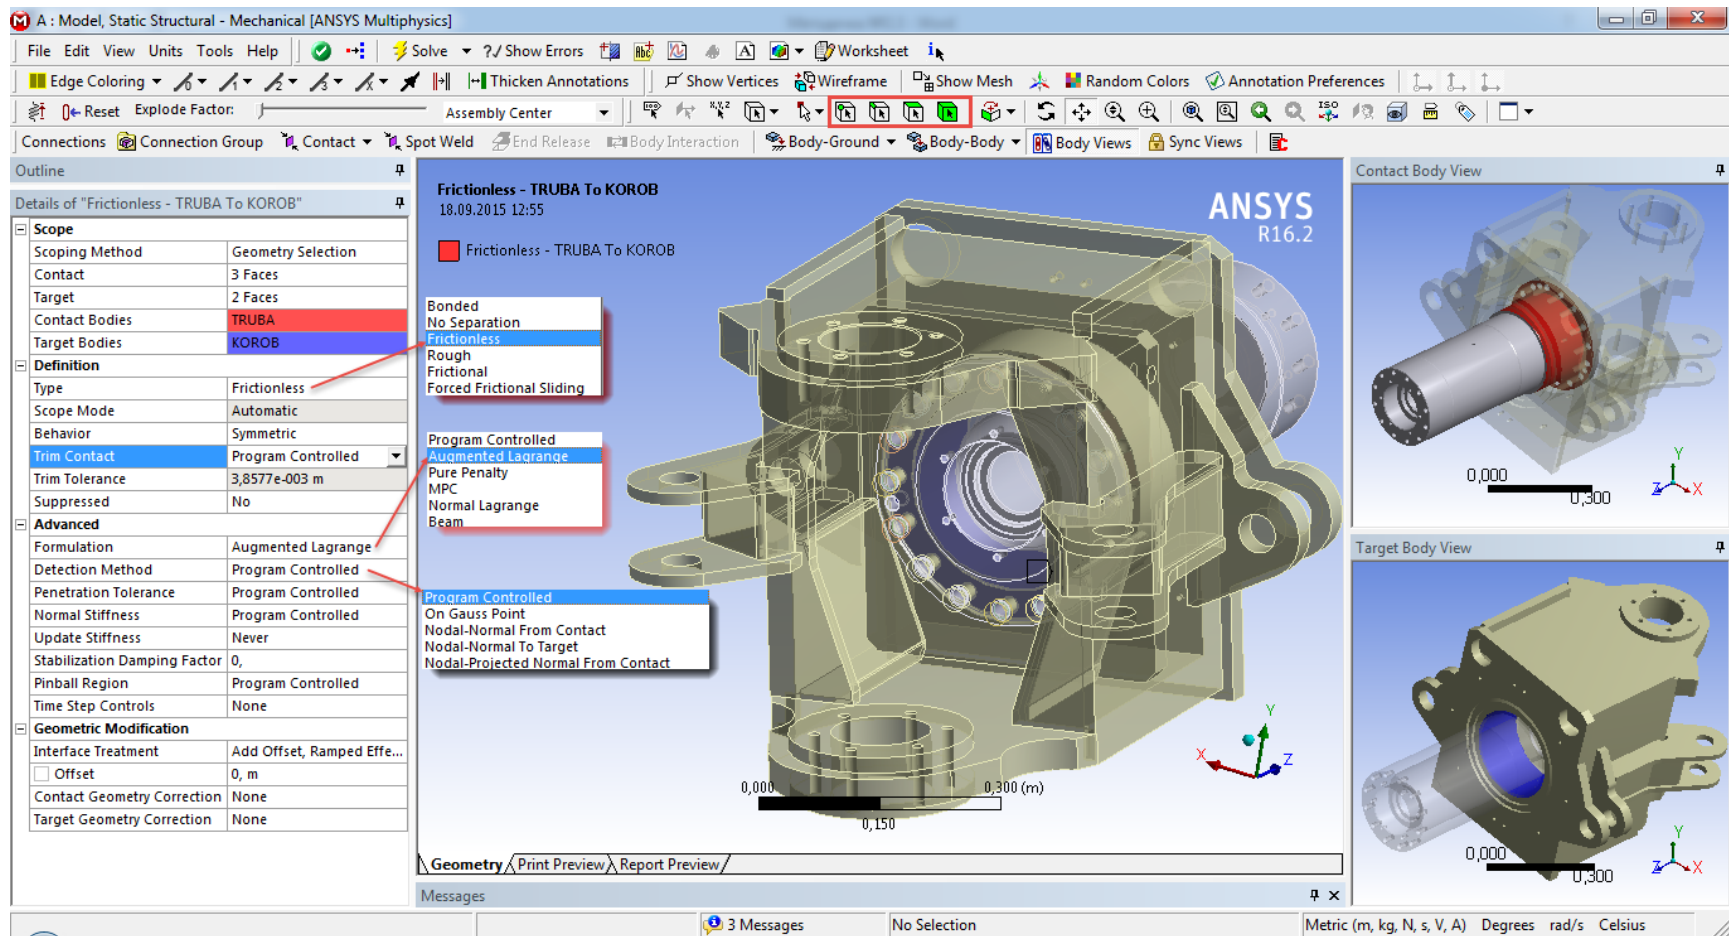 A : Model, Static Structural - Mechanical [ANSYS Multiphysics]
File Edit View Units Tools Help Solve ?/ Show Errors Worksheet
Edge Coloring Thicken Annotations Show Vertices Wireframe Show Mesh Random Colors Annotation Preferences
Reset Explode Factor: Assembly Center
Connections Connection Group Contact Spot Weld End Release Body Interaction Body-Ground Body-Body Body Views Sync Views
Outline
Details of "Frictionless - TRUBA To KOROB"
Scope
Scoping Method Geometry Selection
Contact 3 Faces
Target 2 Faces
Contact Bodies TRUBA
Target Bodies KOROB
Definition
Type Frictionless
Scope Mode Automatic
Behavior Symmetric
Trim Contact Program Controlled
Trim Tolerance 3,8577e-003 m
Suppressed No
Advanced
Formulation Augmented Lagrange
Detection Method Program Controlled
Penetration Tolerance Program Controlled
Normal Stiffness Program Controlled
Update Stiffness Never
Stabilization Damping Factor 0,
Pinball Region Program Controlled
Time Step Controls None
Geometric Modification
Interface Treatment Add Offset, Ramped Effe...
Offset 0, m
Contact Geometry Correction None
Target Geometry Correction None
Frictionless - TRUBA To KOROB
18.09.2015 12:55
Frictionless - TRUBA To KOROB
ANSYS
R16.2
Bonded
No Separation
Frictionless
Rough
Frictional
Forced Frictional Sliding
Program Controlled
Augmented Lagrange
Pure Penalty
MPC
Normal Lagrange
Beam
Program Controlled
On Gauss Point
Nodal-Normal From Contact
Nodal-Normal To Target
Nodal-Projected Normal From Contact
Y
X
Z
0,000 0,300 (m)
0,150
Geometry Print Preview Report Preview
Messages
Contact Body View
0,000
0,300
Y
Z X
Target Body View
0,000
0,300
Y
Z X
3 Messages No Selection Metric (m, kg, N, s, V, A) Degrees rad/s Celsius